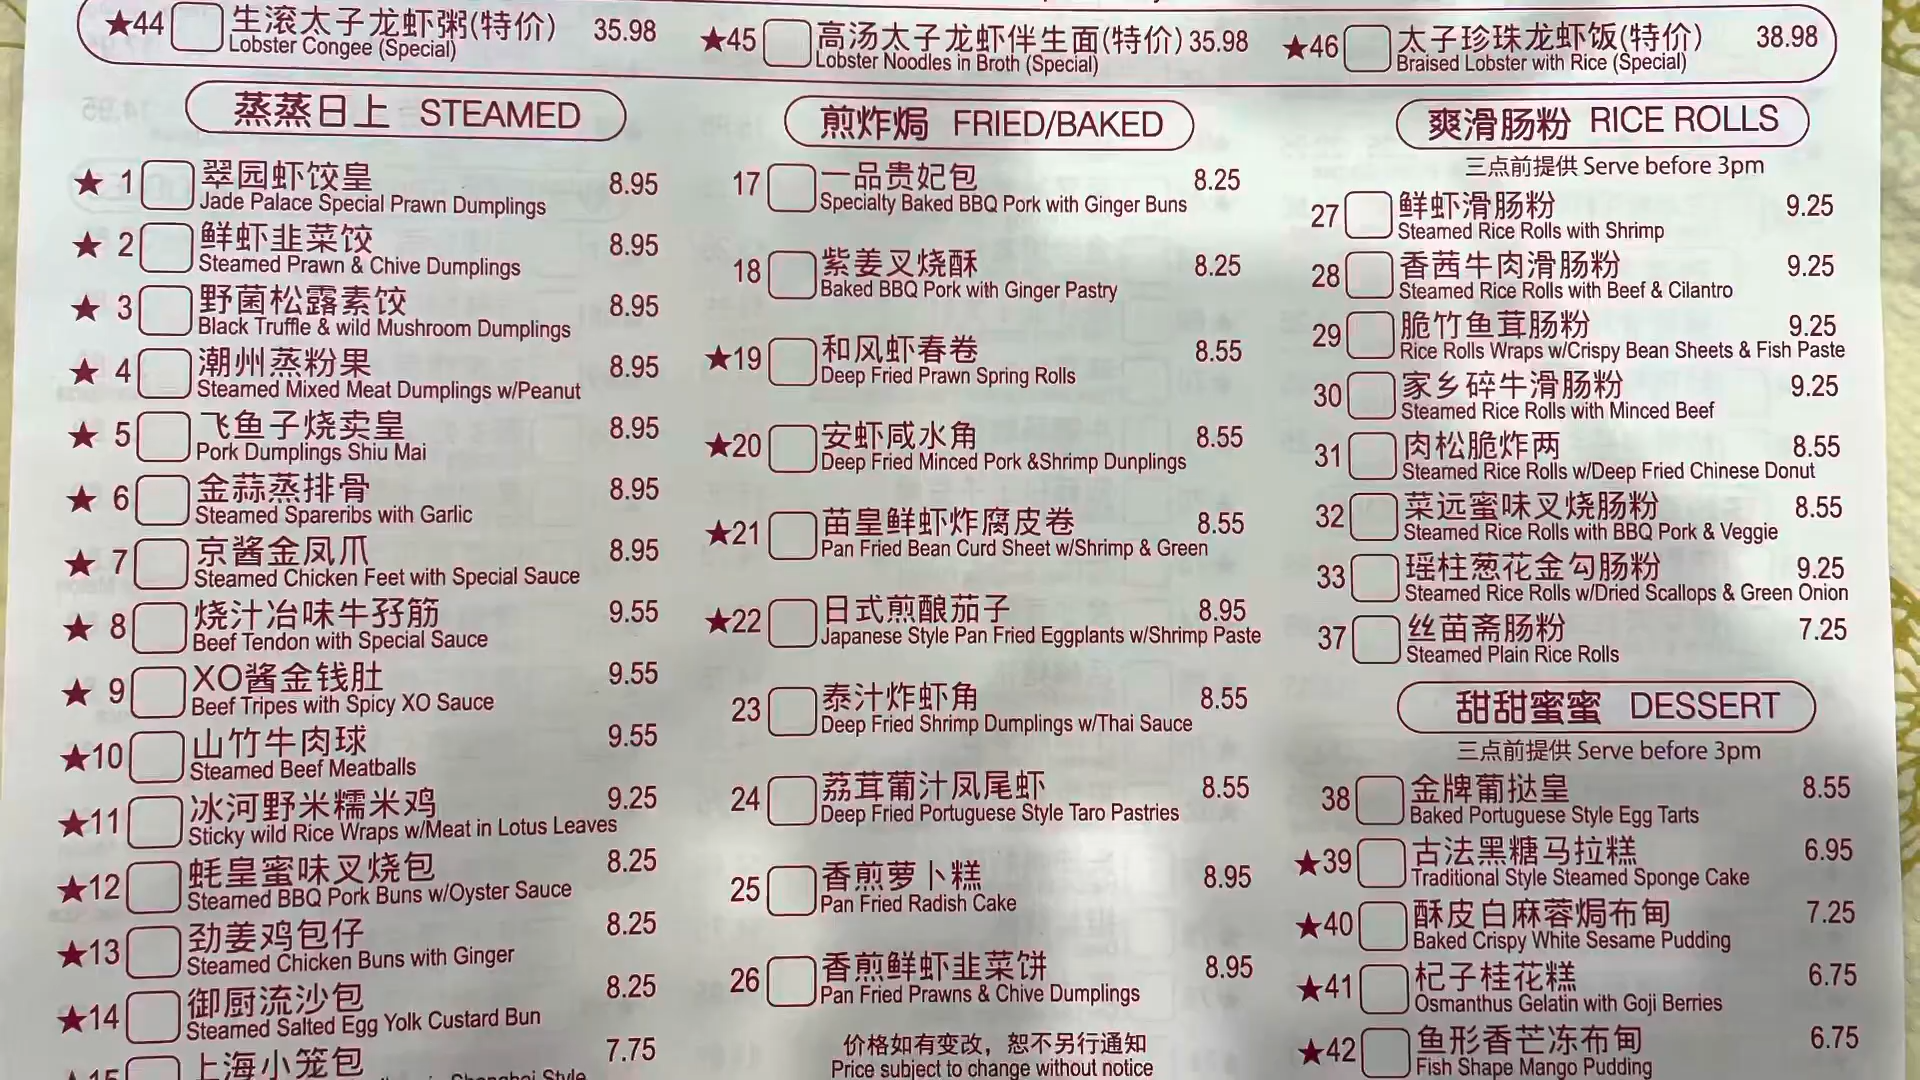 ★44 生滚太子龙虾粥(特价) 35.98
Lobster Congee (Special)
★45 高汤太子龙虾伴生面(特价) 35.98
Lobster Noodles in Broth (Special)
★46 太子珍珠龙虾饭(特价) 38.98
Braised Lobster with Rice (Special)
蒸蒸日上 STEAMED
★ 1 翠园虾饺皇 8.95
Jade Palace Special Prawn Dumplings
★ 2 鲜虾韭菜饺 8.95
Steamed Prawn & Chive Dumplings
★ 3 野菌松露素饺 8.95
Black Truffle & wild Mushroom Dumplings
★ 4 潮州蒸粉果 8.95
Steamed Mixed Meat Dumplings w/Peanut
★ 5 飞鱼子烧卖皇 8.95
Pork Dumplings Shiu Mai
★ 6 金蒜蒸排骨 8.95
Steamed Spareribs with Garlic
★ 7 京酱金凤爪 8.95
Steamed Chicken Feet with Special Sauce
★ 8 烧汁冶味牛孖筋 9.55
Beef Tendon with Special Sauce
★ 9 XO酱金钱肚 9.55
Beef Tripes with Spicy XO Sauce
★10 山竹牛肉球 9.55
Steamed Beef Meatballs
★11 冰河野米糯米鸡 9.25
Sticky wild Rice Wraps w/Meat in Lotus Leaves
★12 蚝皇蜜味叉烧包 8.25
Steamed BBQ Pork Buns w/Oyster Sauce
★13 劲姜鸡包仔 8.25
Steamed Chicken Buns with Ginger
★14 御厨流沙包 8.25
Steamed Salted Egg Yolk Custard Bun
★15 上海小笼包 7.75
Shanghai Style
煎炸焗 FRIED/BAKED
17 一品贵妃包 8.25
Specialty Baked BBQ Pork with Ginger Buns
18 紫姜叉烧酥 8.25
Baked BBQ Pork with Ginger Pastry
★19 和风虾春卷 8.55
Deep Fried Prawn Spring Rolls
★20 安虾咸水角 8.55
Deep Fried Minced Pork &Shrimp Dunplings
★21 苗皇鲜虾炸腐皮卷 8.55
Pan Fried Bean Curd Sheet w/Shrimp & Green
★22 日式煎酿茄子 8.95
Japanese Style Pan Fried Eggplants w/Shrimp Paste
23 泰汁炸虾角 8.55
Deep Fried Shrimp Dumplings w/Thai Sauce
24 荔茸葡汁凤尾虾 8.55
Deep Fried Portuguese Style Taro Pastries
25 香煎萝卜糕 8.95
Pan Fried Radish Cake
26 香煎鲜虾韭菜饼 8.95
Pan Fried Prawns & Chive Dumplings
价格如有变改，恕不另行通知
Price subject to change without notice
爽滑肠粉 RICE ROLLS
三点前提供 Serve before 3pm
27 鲜虾滑肠粉 9.25
Steamed Rice Rolls with Shrimp
28 香茜牛肉滑肠粉 9.25
Steamed Rice Rolls with Beef & Cilantro
29 脆竹鱼茸肠粉 9.25
Rice Rolls Wraps w/Crispy Bean Sheets & Fish Paste
30 家乡碎牛滑肠粉 9.25
Steamed Rice Rolls with Minced Beef
31 肉松脆炸两 8.55
Steamed Rice Rolls w/Deep Fried Chinese Donut
32 菜远蜜味叉烧肠粉 8.55
Steamed Rice Rolls with BBQ Pork & Veggie
33 瑶柱葱花金勾肠粉 9.25
Steamed Rice Rolls w/Dried Scallops & Green Onion
37 丝苗斋肠粉 7.25
Steamed Plain Rice Rolls
甜甜蜜蜜 DESSERT
三点前提供 Serve before 3pm
38 金牌葡挞皇 8.55
Baked Portuguese Style Egg Tarts
★39 古法黑糖马拉糕 6.95
Traditional Style Steamed Sponge Cake
★40 酥皮白麻蓉焗布甸 7.25
Baked Crispy White Sesame Pudding
★41 杞子桂花糕 6.75
Osmanthus Gelatin with Goji Berries
★42 鱼形香芒冻布甸 6.75
Fish Shape Mango Pudding